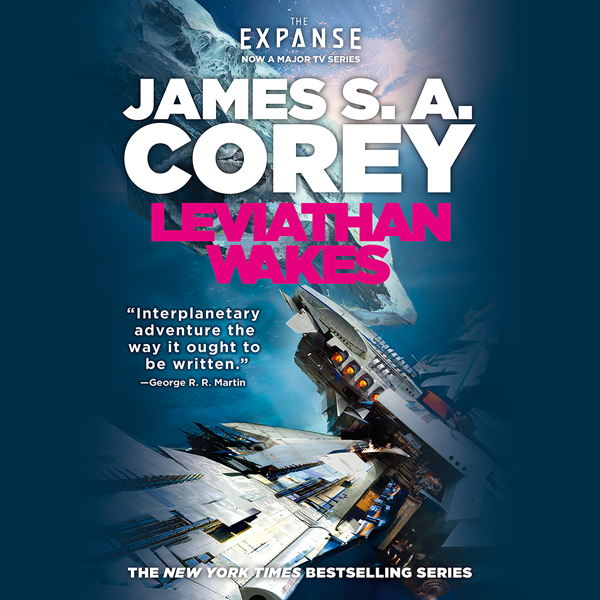 THE
EXPANSE
NOW A MAJOR TV SERIES
JAMES S. A.
COREY
LEVIATHAN
WAKES
“Interplanetary
adventure the
way it ought to
be written.”
—George R. R. Martin
THE NEW YORK TIMES BESTSELLING SERIES